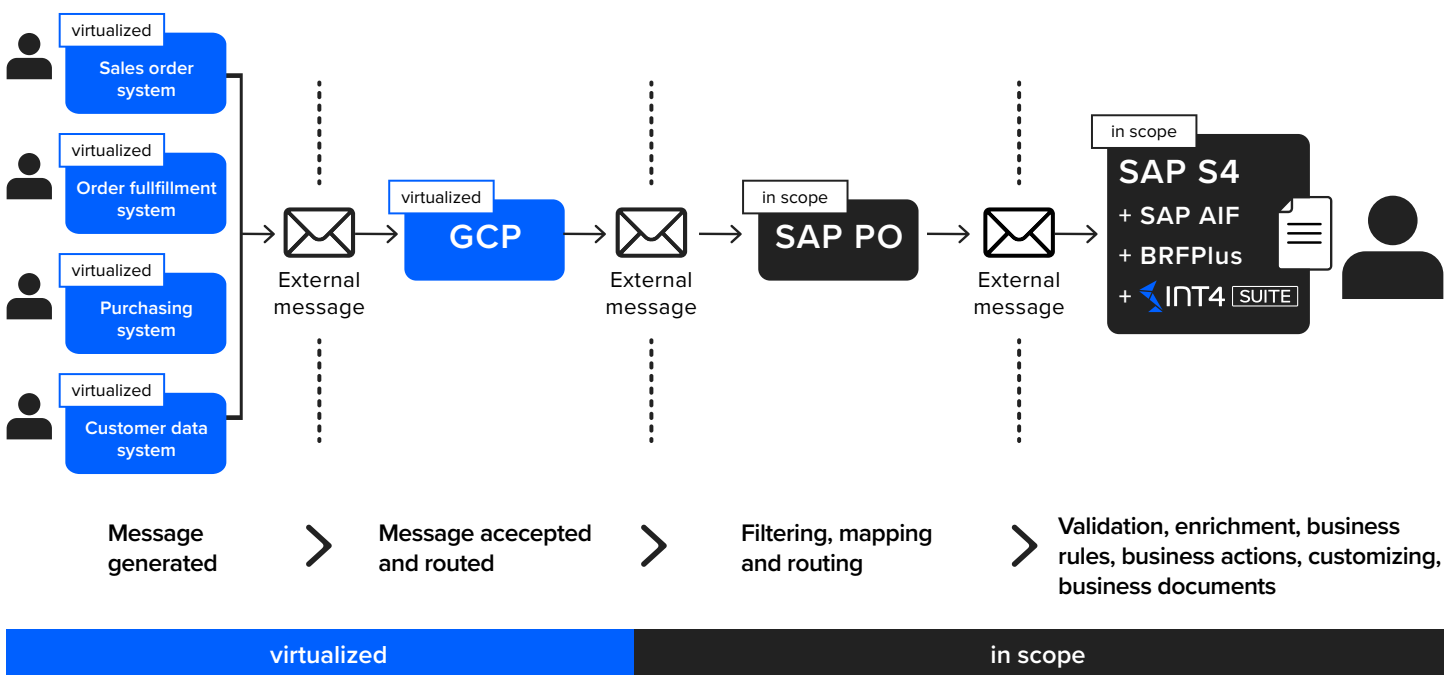 virtualized
Sales order
system
virtualized
Order fullfillment
system
virtualized
Purchasing
system
virtualized
Customer data
system
External
message
virtualized
GCP
External
message
in scope
SAP PO
External
message
in scope
SAP S4
+ SAP AIF
+ BRFPlus
+ INT4 SUITE
Message
generated
Message acecepted
and routed
Filtering, mapping
and routing
Validation, enrichment, business
rules, business actions, customizing,
business documents
virtualized
in scope